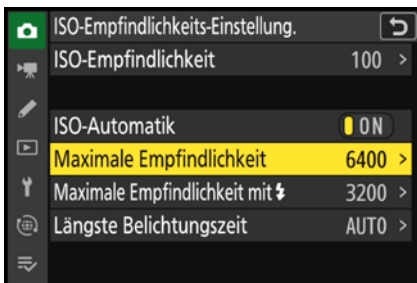 ISO-Empfindlichkeits-Einstellung.
ISO-Empfindlichkeit 100 >
ISO-Automatik ON
Maximale Empfindlichkeit 6400 >
Maximale Empfindlichkeit mit ⚡ 3200 >
Längste Belichtungszeit AUTO >